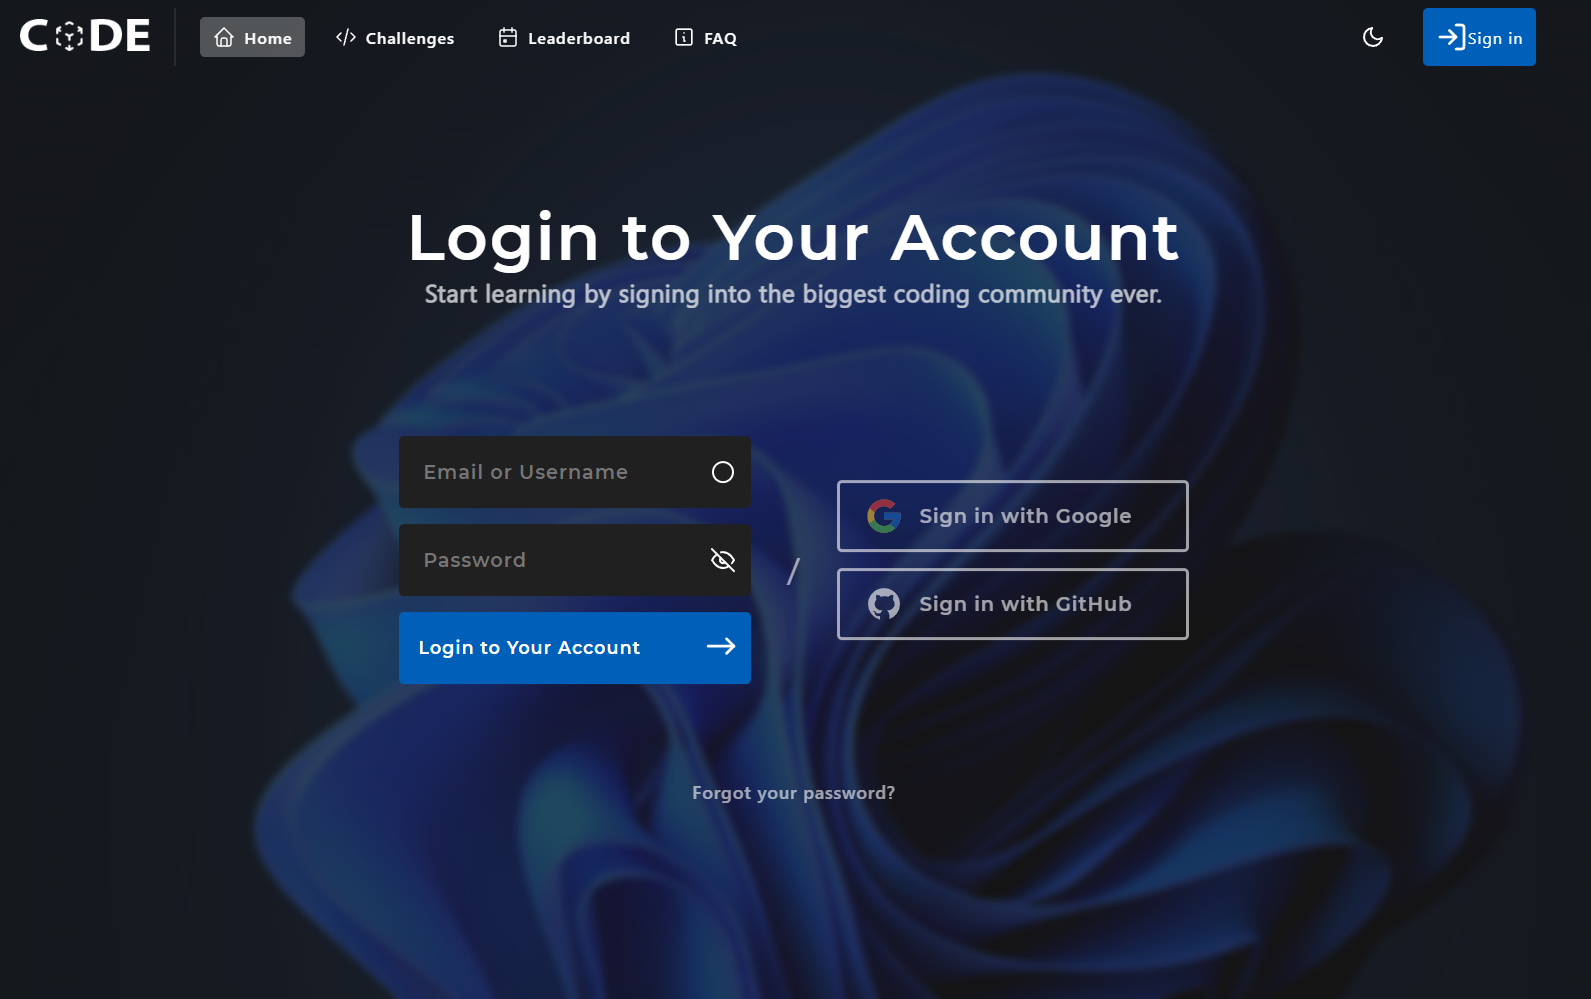 CODE
Home
Challenges
Leaderboard
FAQ
Sign in
Login to Your Account
Start learning by signing into the biggest coding community ever.
Email or Username
Password
Login to Your Account
/
Sign in with Google
Sign in with GitHub
Forgot your password?